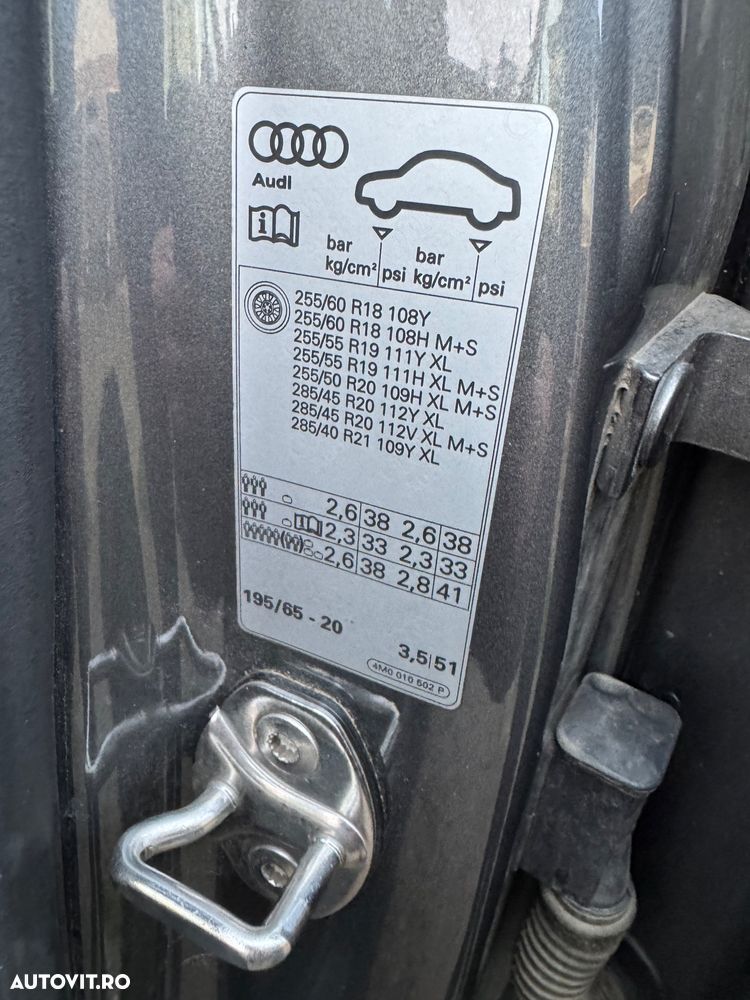 Audi
i
bar bar
kg/cm² psi kg/cm² psi
255/60 R18 108Y
255/60 R18 108H M+S
255/55 R19 111Y XL
255/55 R19 111H XL M+S
255/50 R20 109H XL M+S
285/45 R20 112Y XL
285/45 R20 112V XL M+S
285/40 R21 109Y XL
2,6 38 2,6 38
2,3 33 2,3 33
2,6 38 2,8 41
195/65 - 20
3,5 51
4M0 010 502 P
AUTOVIT.RO